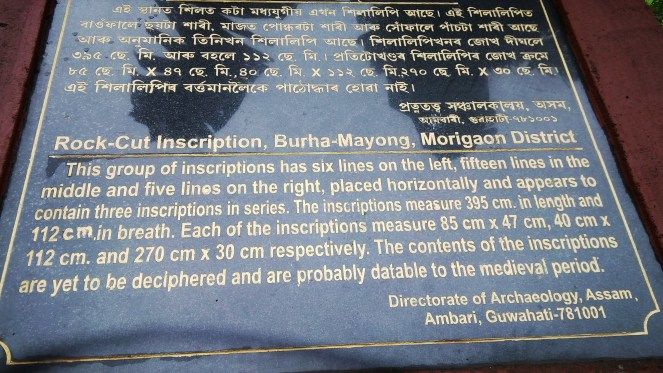 এই স্থানত শিলত কটা মধ্যযুগীয় এখন শিলালিপি আছে। এই শিলালিপিত
বাওঁফালে ছয়টা শাৰী, মাজত পোন্ধৰটা শাৰী আৰু সোঁফালে পাঁচটা শাৰী আছে
আৰু অনুমানিক তিনিখন শিলালিপি আছে। শিলালিপিখনৰ জোখ দীঘলে
৩৯৫ ছে. মি. আৰু বহলে ১১২ ছে. মি.। প্ৰতিটোখণ্ডৰ শিলালিপিৰ জোখ ক্ৰমে
৮৫ ছে. মি. X ৪৭ ছে. মি.,৪০ ছে. মি. X ১১২ ছে. মি.২৭০ ছে. মি. X ৩০ ছে. মি.।
এই শিলালিপিৰ বৰ্ত্তমানলৈকে পাঠোদ্ধাৰ হোৱা নাই।
প্ৰত্নতত্ত্ব সঞ্চালকালয়, অসম,
আমবাৰী, গুৱাহাটী-৭৮১০০১
Rock-Cut Inscription, Burha-Mayong, Morigaon District
This group of inscriptions has six lines on the left, fifteen lines in the
middle and five lines on the right, placed horizontally and appears to
contain three inscriptions in series. The inscriptions measure 395 cm. in length and
112 cm.in breath. Each of the inscriptions measure 85 cm x 47 cm, 40 cm x
112 cm. and 270 cm x 30 cm respectively. The contents of the inscriptions
are yet to be deciphered and are probably datable to the medieval period.
Directorate of Archaeology, Assam,
Ambari, Guwahati-781001